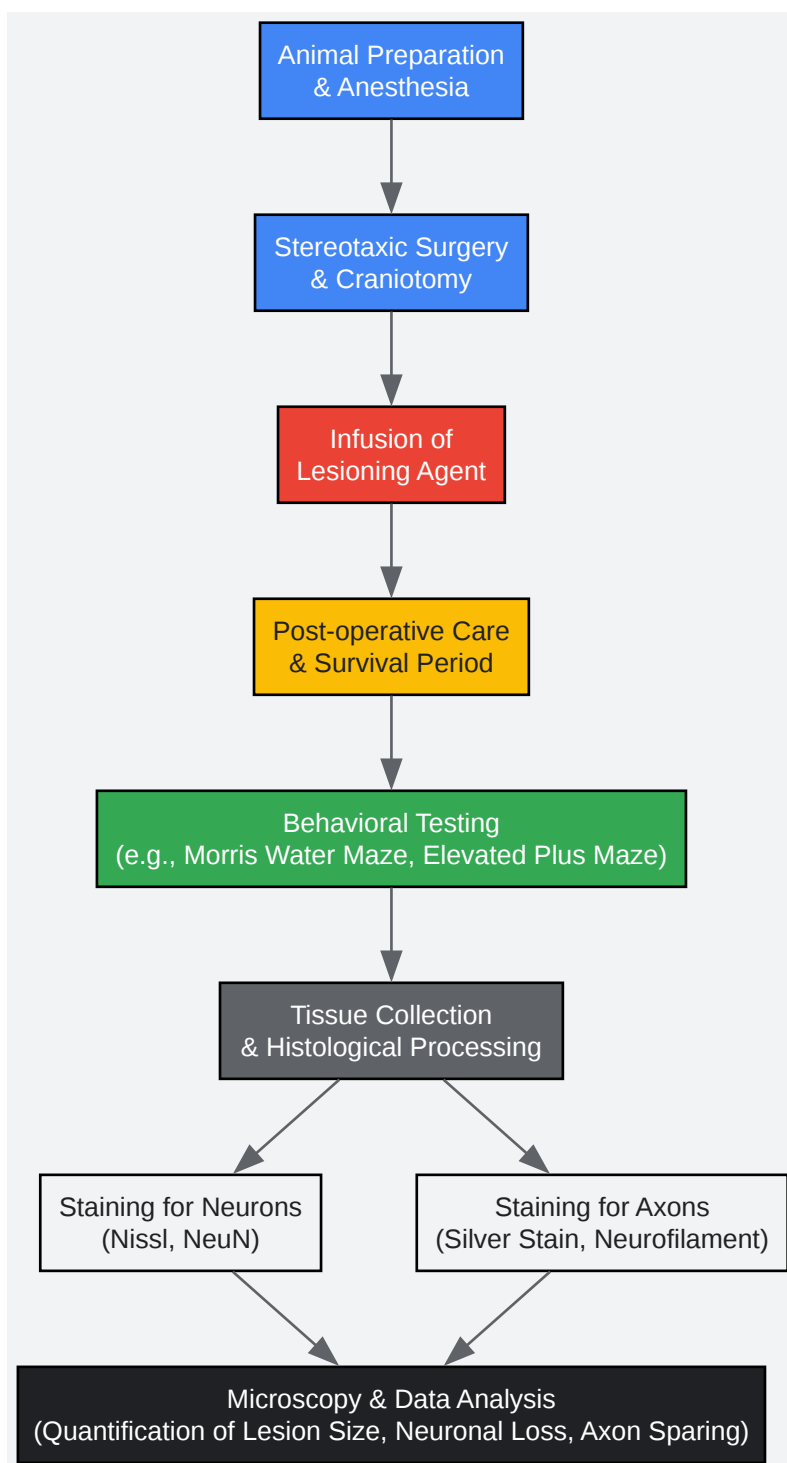 Animal Preparation
& Anesthesia
Stereotaxic Surgery
& Craniotomy
Infusion of
Lesioning Agent
Post-operative Care
& Survival Period
Behavioral Testing
(e.g., Morris Water Maze, Elevated Plus Maze)
Tissue Collection
& Histological Processing
Staining for Neurons
(Nissl, NeuN)
Staining for Axons
(Silver Stain, Neurofilament)
Microscopy & Data Analysis
(Quantification of Lesion Size, Neuronal Loss, Axon Sparing)